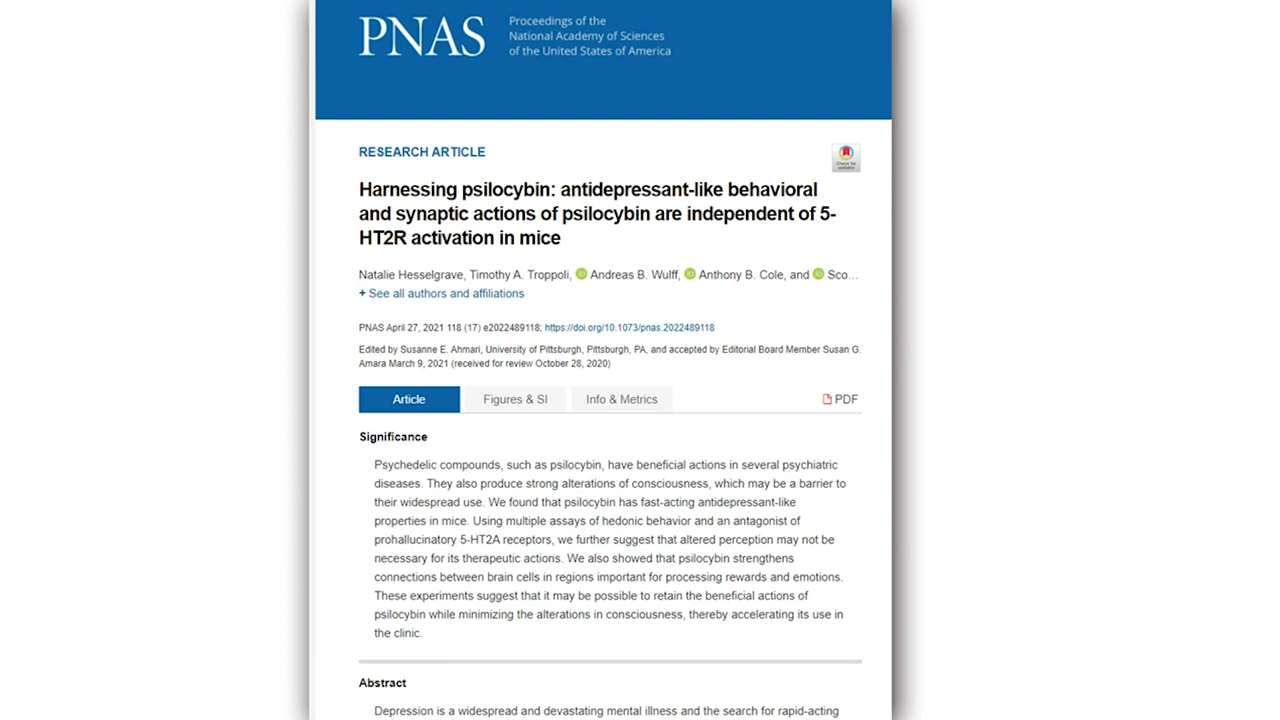 PNAS
Proceedings of the
National Academy of Sciences
of the United States of America
RESEARCH ARTICLE
Check for
updates
Harnessing psilocybin: antidepressant-like behavioral
and synaptic actions of psilocybin are independent of 5-
HT2R activation in mice
Natalie Hesselgrave, Timothy A. Troppoli, iD Andreas B. Wulff, iD Anthony B. Cole, and iD Sco...
+ See all authors and affiliations
PNAS April 27, 2021 118 (17) e2022489118; https://doi.org/10.1073/pnas.2022489118
Edited by Susanne E. Ahmari, University of Pittsburgh, Pittsburgh, PA, and accepted by Editorial Board Member Susan G.
Amara March 9, 2021 (received for review October 28, 2020)
Article Figures & SI Info & Metrics PDF
Significance
Psychedelic compounds, such as psilocybin, have beneficial actions in several psychiatric
diseases. They also produce strong alterations of consciousness, which may be a barrier to
their widespread use. We found that psilocybin has fast-acting antidepressant-like
properties in mice. Using multiple assays of hedonic behavior and an antagonist of
prohallucinatory 5-HT2A receptors, we further suggest that altered perception may not be
necessary for its therapeutic actions. We also showed that psilocybin strengthens
connections between brain cells in regions important for processing rewards and emotions.
These experiments suggest that it may be possible to retain the beneficial actions of
psilocybin while minimizing the alterations in consciousness, thereby accelerating its use in
the clinic.
Abstract
Depression is a widespread and devastating mental illness and the search for rapid-acting